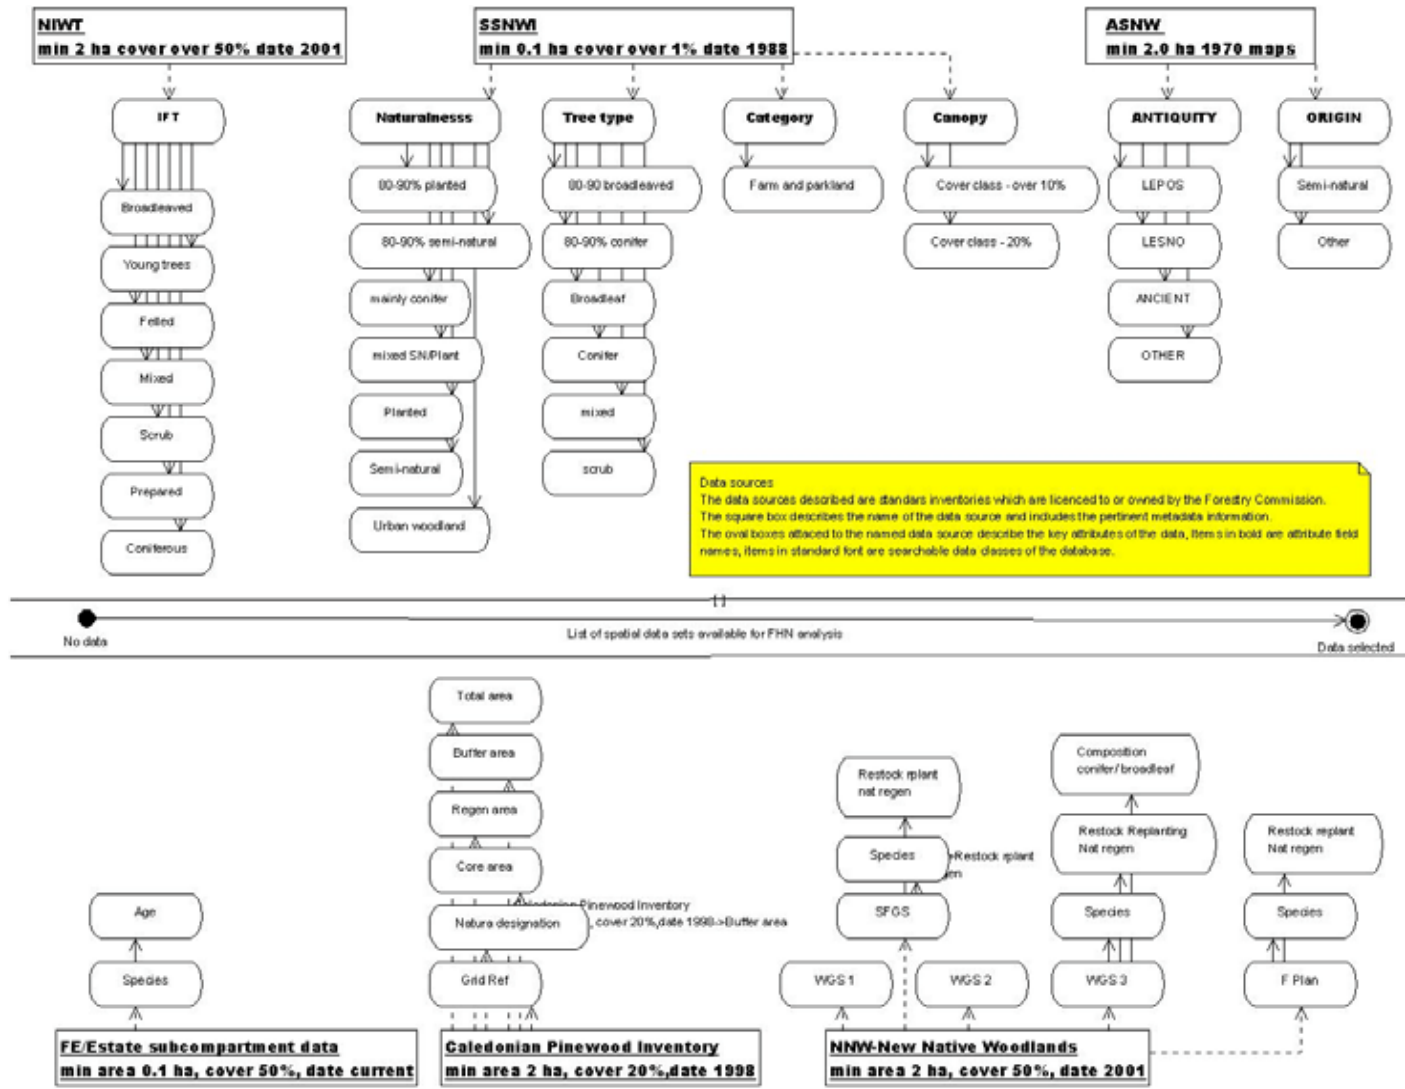 NIWT
min 2 ha cover over 50% date 2001
SSNWI
min 0.1 ha cover over 1% date 1988
ASNW
min 2.0 ha 1970 maps
IFT
Naturalnesss
Tree type
Category
Canopy
ANTIQUITY
ORIGIN
Broadleaved
Young trees
Felled
Mixed
Scrub
Prepared
Coniferous
80-90% planted
80-90% semi-natural
mainly conifer
mixed SN/Plant
Planted
Semi-natural
Urban woodland
80-90 broadleaved
80-90% conifer
Broadleaf
Conifer
mixed
scrub
Farm and parkland
Cover class - over 10%
Cover class - 20%
LEPOS
LESNO
ANCIENT
OTHER
Semi-natural
Other
Data sources
The data sources described are standars inventories which are licenced to or owned by the Forestry Commission.
The square box describes the name of the data source and includes the pertinent metadata information.
The oval boxes attaced to the named data source describe the key attributes of the data, Items in bold are attribute field
names, items in standard font are searchable data classes of the database.
[ ]
No data
List of spatial data sets available for FHN analysis
Data selected
Age
Species
FE/Estate subcompartment data
min area 0.1 ha, cover 50%, date current
Total area
Buffer area
Regen area
Core area
Pinewood Inventory
, cover 20%,date 1998->Buffer area
Natura designation
Grid Ref
Caledonian Pinewood Inventory
min area 2 ha, cover 20%,date 1998
Restock rplant
nat regen
Species
Restock rplant
SFGS
WGS 1
WGS 2
Composition
conifer/broadleaf
Restock Replanting
Nat regen
Species
WGS 3
Restock replant
Nat regen
Species
F Plan
NNW-New Native Woodlands
min area 2 ha, cover 50%, date 2001